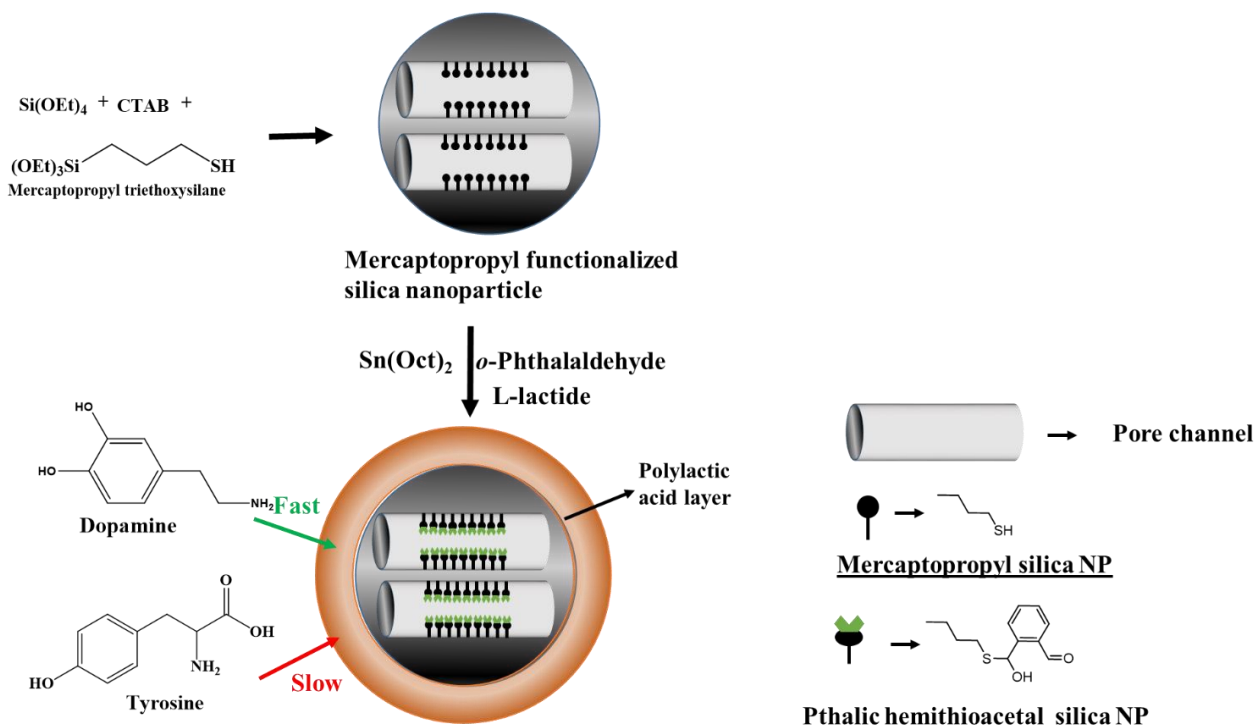 Si(OEt)4 + CTAB +
(OEt)3Si SH
Mercaptopropyl triethoxysilane
Mercaptopropyl functionalized
silica nanoparticle
Sn(Oct)2 o-Phthalaldehyde
L-lactide
HO
HO
NH2
Dopamine
Fast
Polylactic
acid layer
O
OH
NH2
HO
Tyrosine
Slow
Pore channel
SH
Mercaptopropyl silica NP
S
O
OH
Pthalic hemithioacetal silica NP